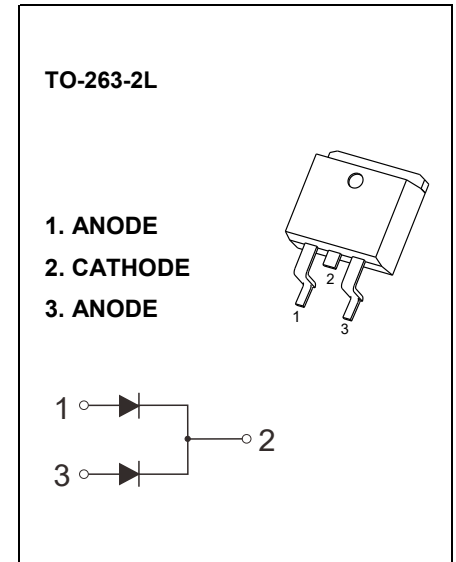 TO-263-2L
1. ANODE
2. CATHODE
3. ANODE
2
1
3
1
2
3